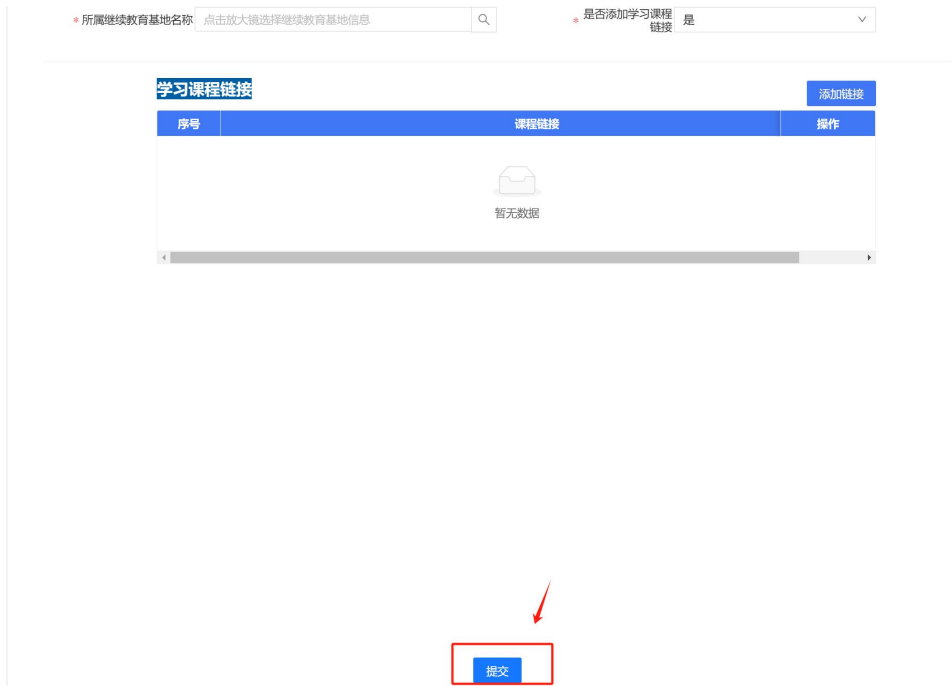 * 所属继续教育基地名称 点击放大镜选择继续教育基地信息 * 是否添加学习课程链接 是
学习课程链接 添加链接
序号 课程链接 操作
暂无数据
提交